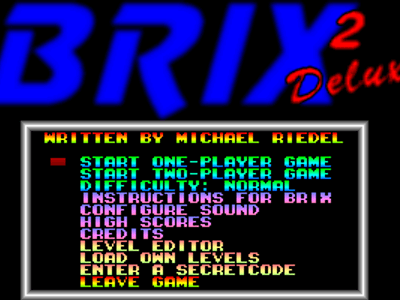 BRIX
2
Delux
WRITTEN BY MICHAEL RIEDEL
START ONE-PLAYER GAME
START TWO-PLAYER GAME
DIFFICULTY: NORMAL
INSTRUCTIONS FOR BRIX
CONFIGURE SOUND
HIGH SCORES
CREDITS
LEVEL EDITOR
LOAD OWN LEVELS
ENTER A SECRETCODE
LEAVE GAME